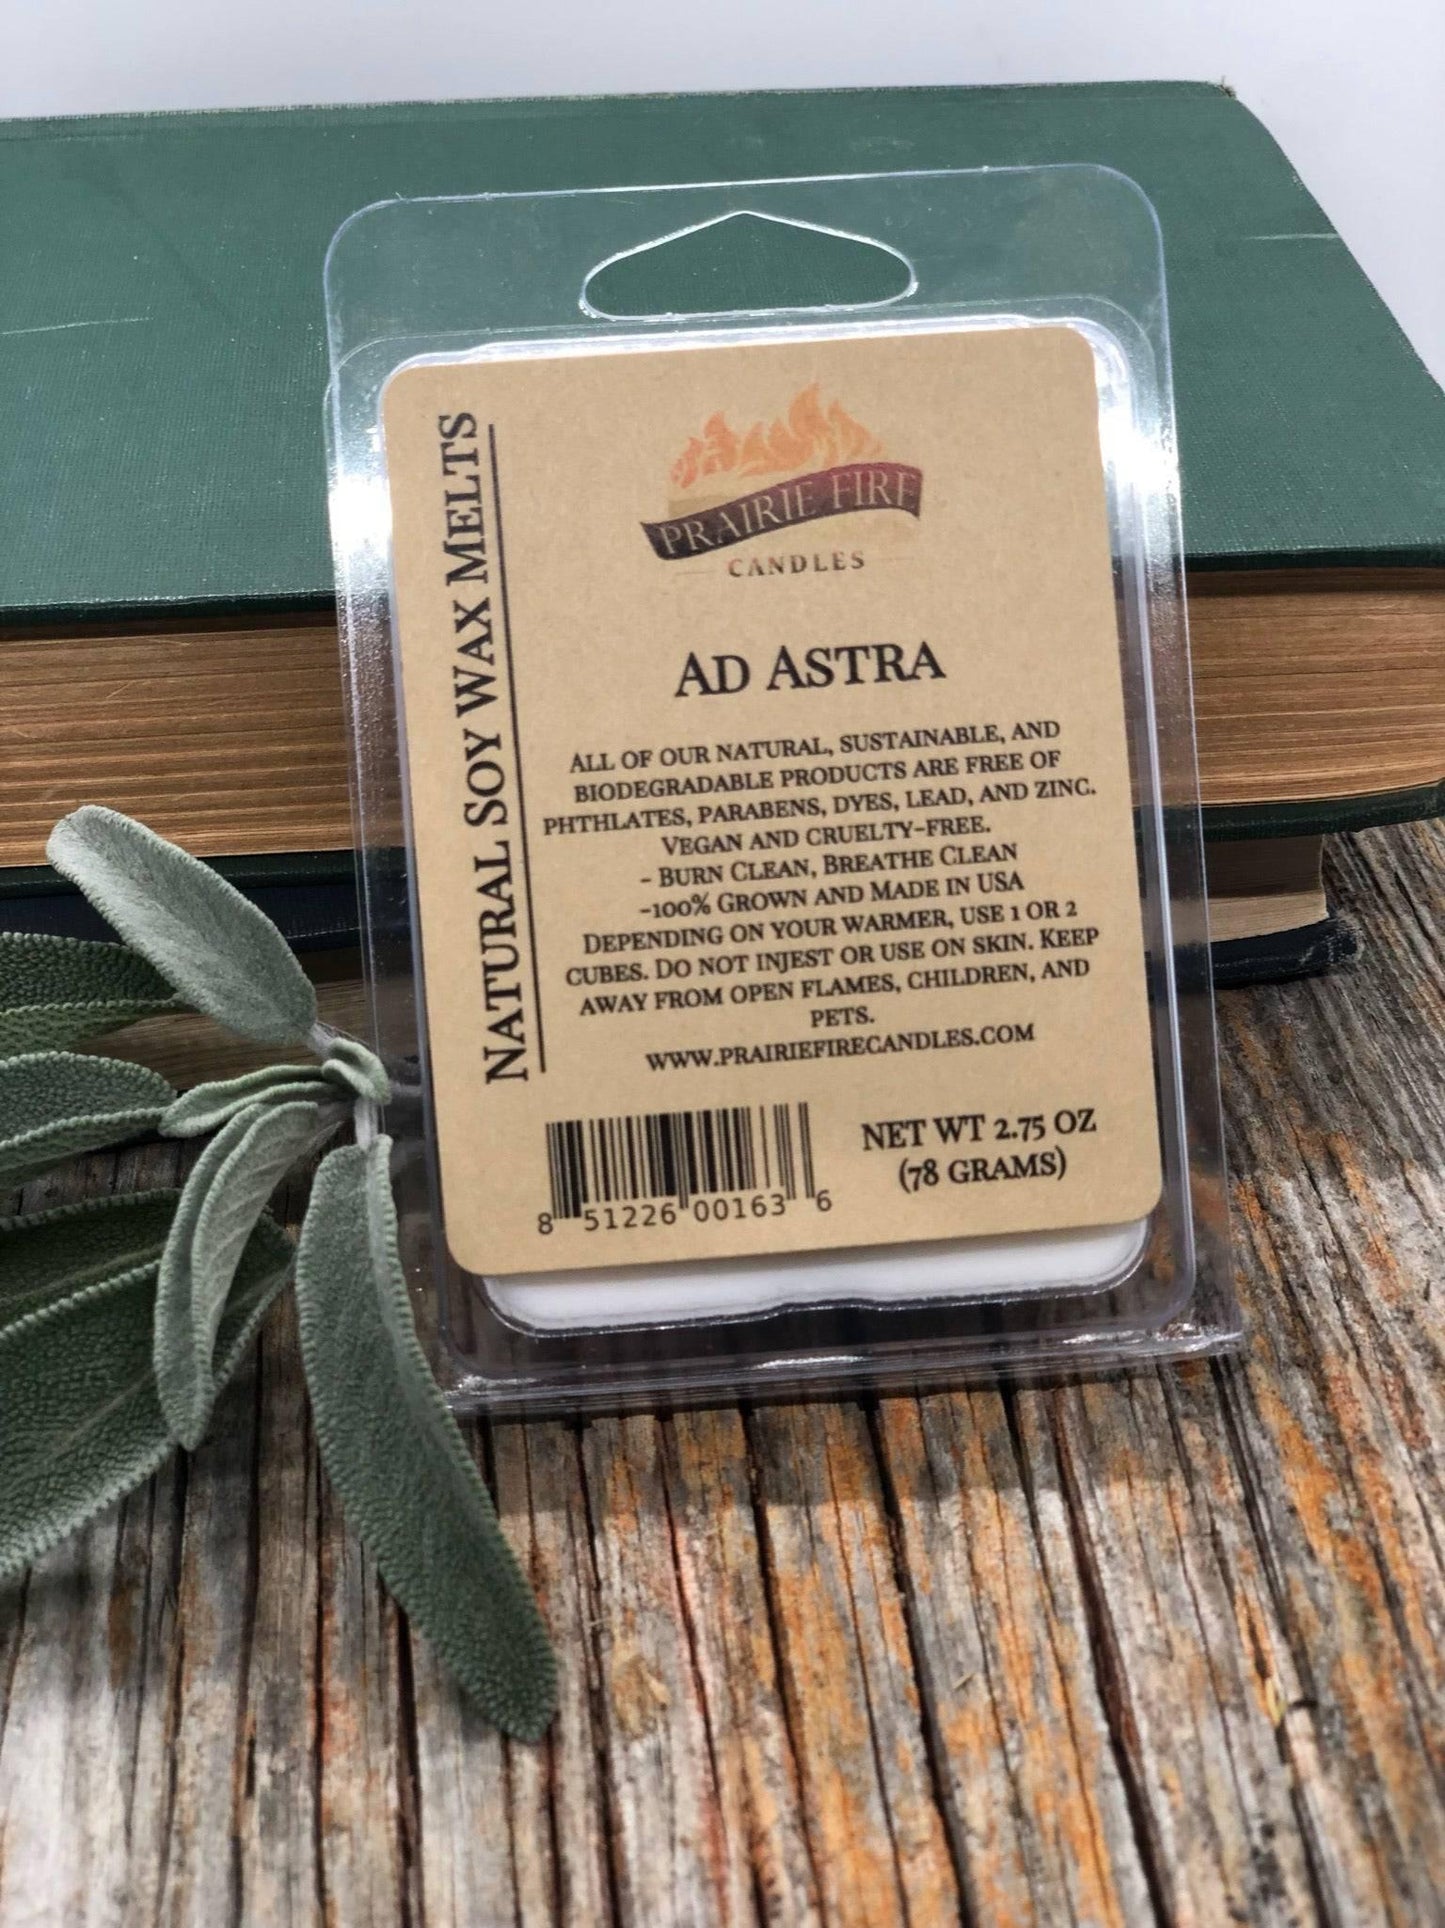 Natural Soy Wax Melts
PRAIRIE FIRE
CANDLES
Ad Astra
All of our natural, sustainable, and
biodegradable products are free of
phthlates, parabens, dyes, lead, and zinc.
Vegan and cruelty-free.
- Burn Clean, Breathe Clean
-100% Grown and Made in USA
Depending on your warmer, use 1 or 2
cubes. Do not injest or use on skin. Keep
away from open flames, children, and
pets.
www.prairiefirecandles.com
NET WT 2.75 OZ
(78 GRAMS)
8 51226 00163 6